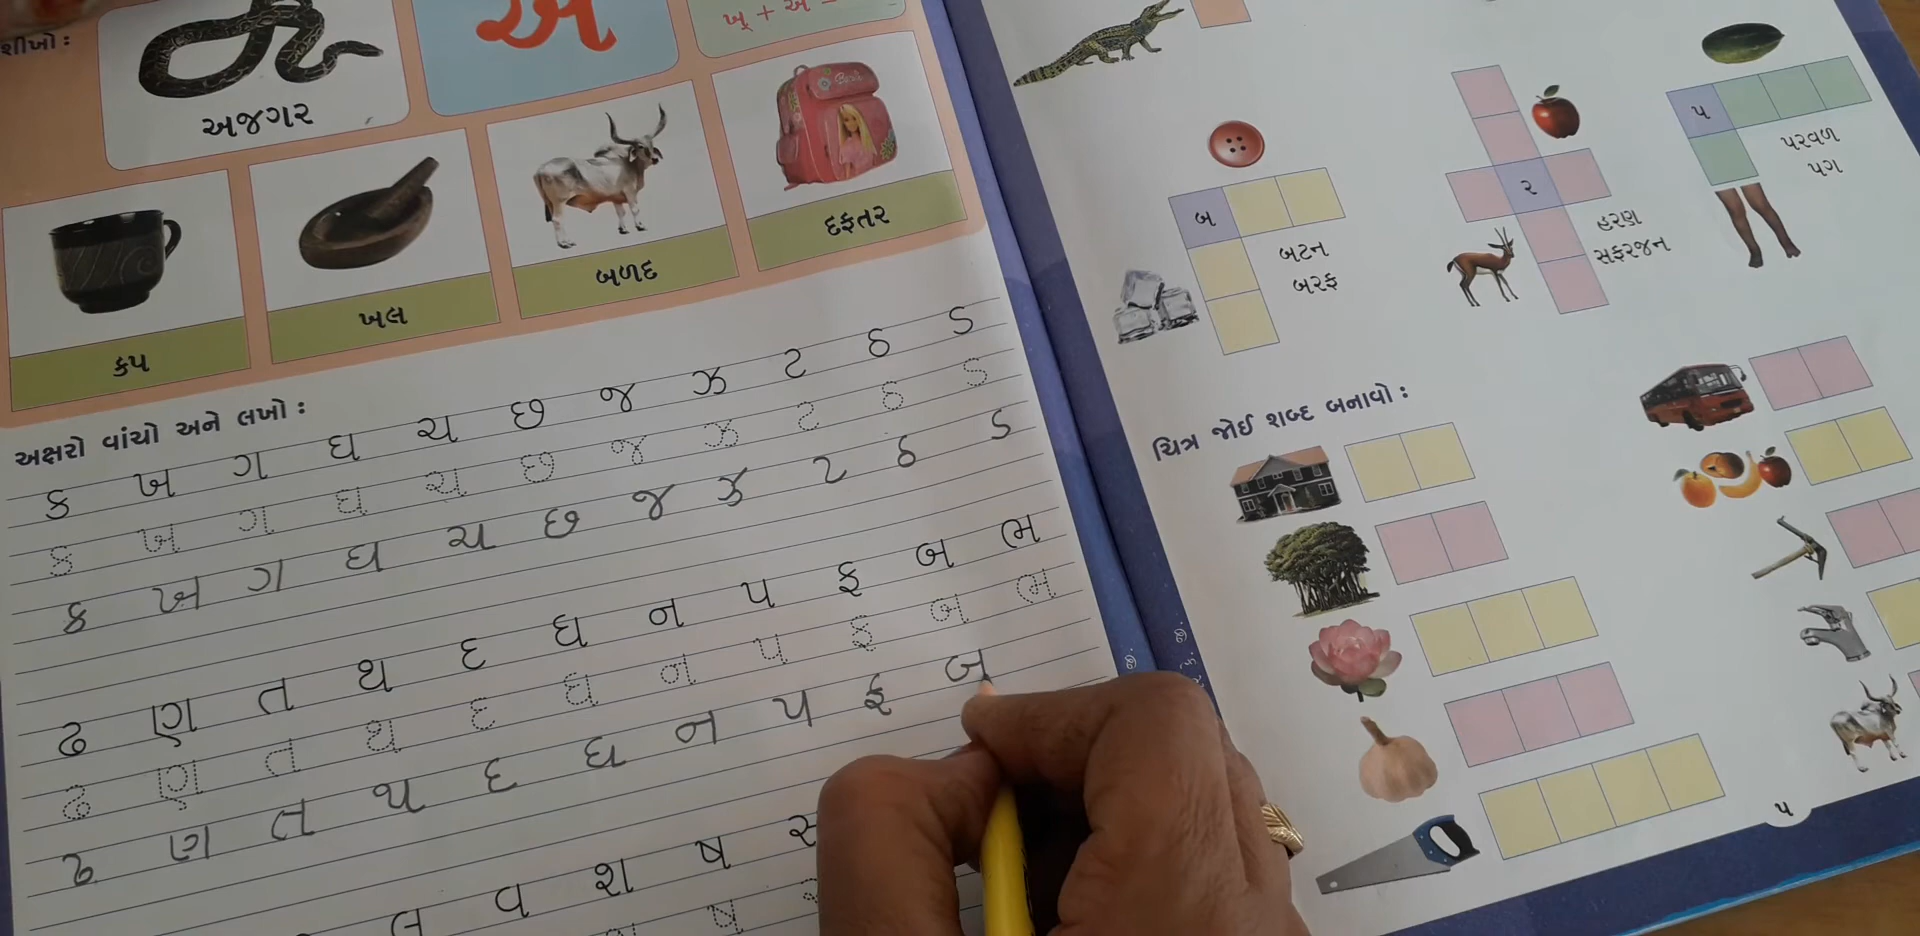 શીખો :
અ
ખ્ + અ =
અજગર
કપ
ખલ
બળદ
દફતર
અક્ષરો વાંચો અને લખો :
ક ખ ગ ઘ ચ છ જ ઝ ટ ઠ ડ
ક ખ ગ ઘ ચ છ જ ઝ ટ ઠ ડ
ક ખ ગ ઘ ચ છ જ ઝ ટ ઠ ડ
ઢ ણ ત થ દ ધ ન પ ફ બ ભ
ઢ ણ ત થ દ ધ ન પ ફ બ ભ
ઢ ણ ત થ દ ધ ન પ ફ બ
લ વ શ ષ સ
ષ
બ
બટન
બરફ
ર
હરણ
સફરજન
પ
પરવળ
પગ
ચિત્ર જોઈ શબ્દ બનાવો :
૫